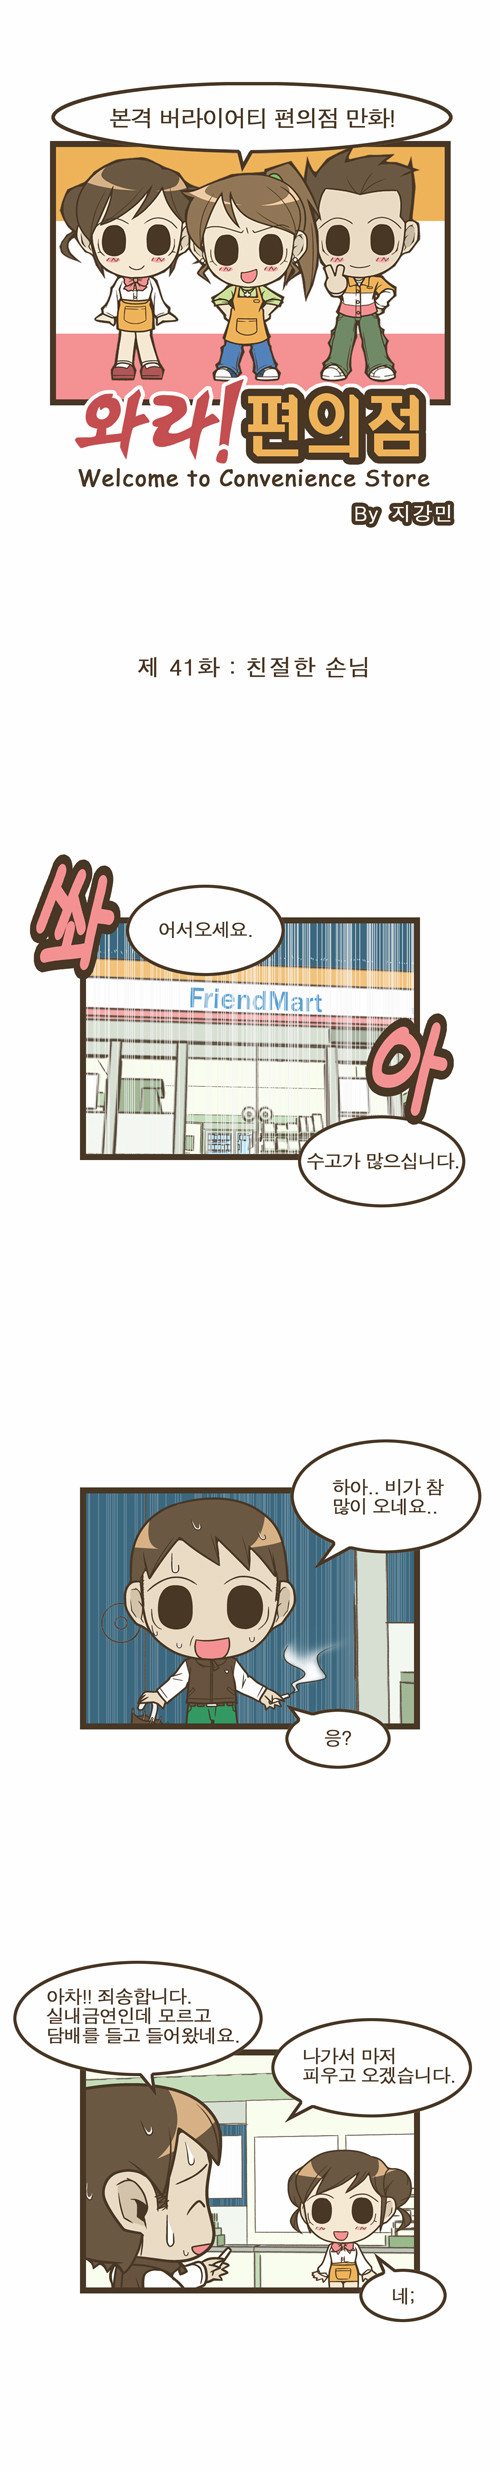 본격 버라이어티 편의점 만화!
와라! 편의점
Welcome to Convenience Store
By 지강민
제 41화 : 친절한 손님
쏴
어서오세요.
FriendMart
아
수고가 많으십니다.
하아.. 비가 참
많이 오네요..
응?
아차!! 죄송합니다.
실내금연인데 모르고
담배를 들고 들어왔네요.
나가서 마저
피우고 오겠습니다.
네;